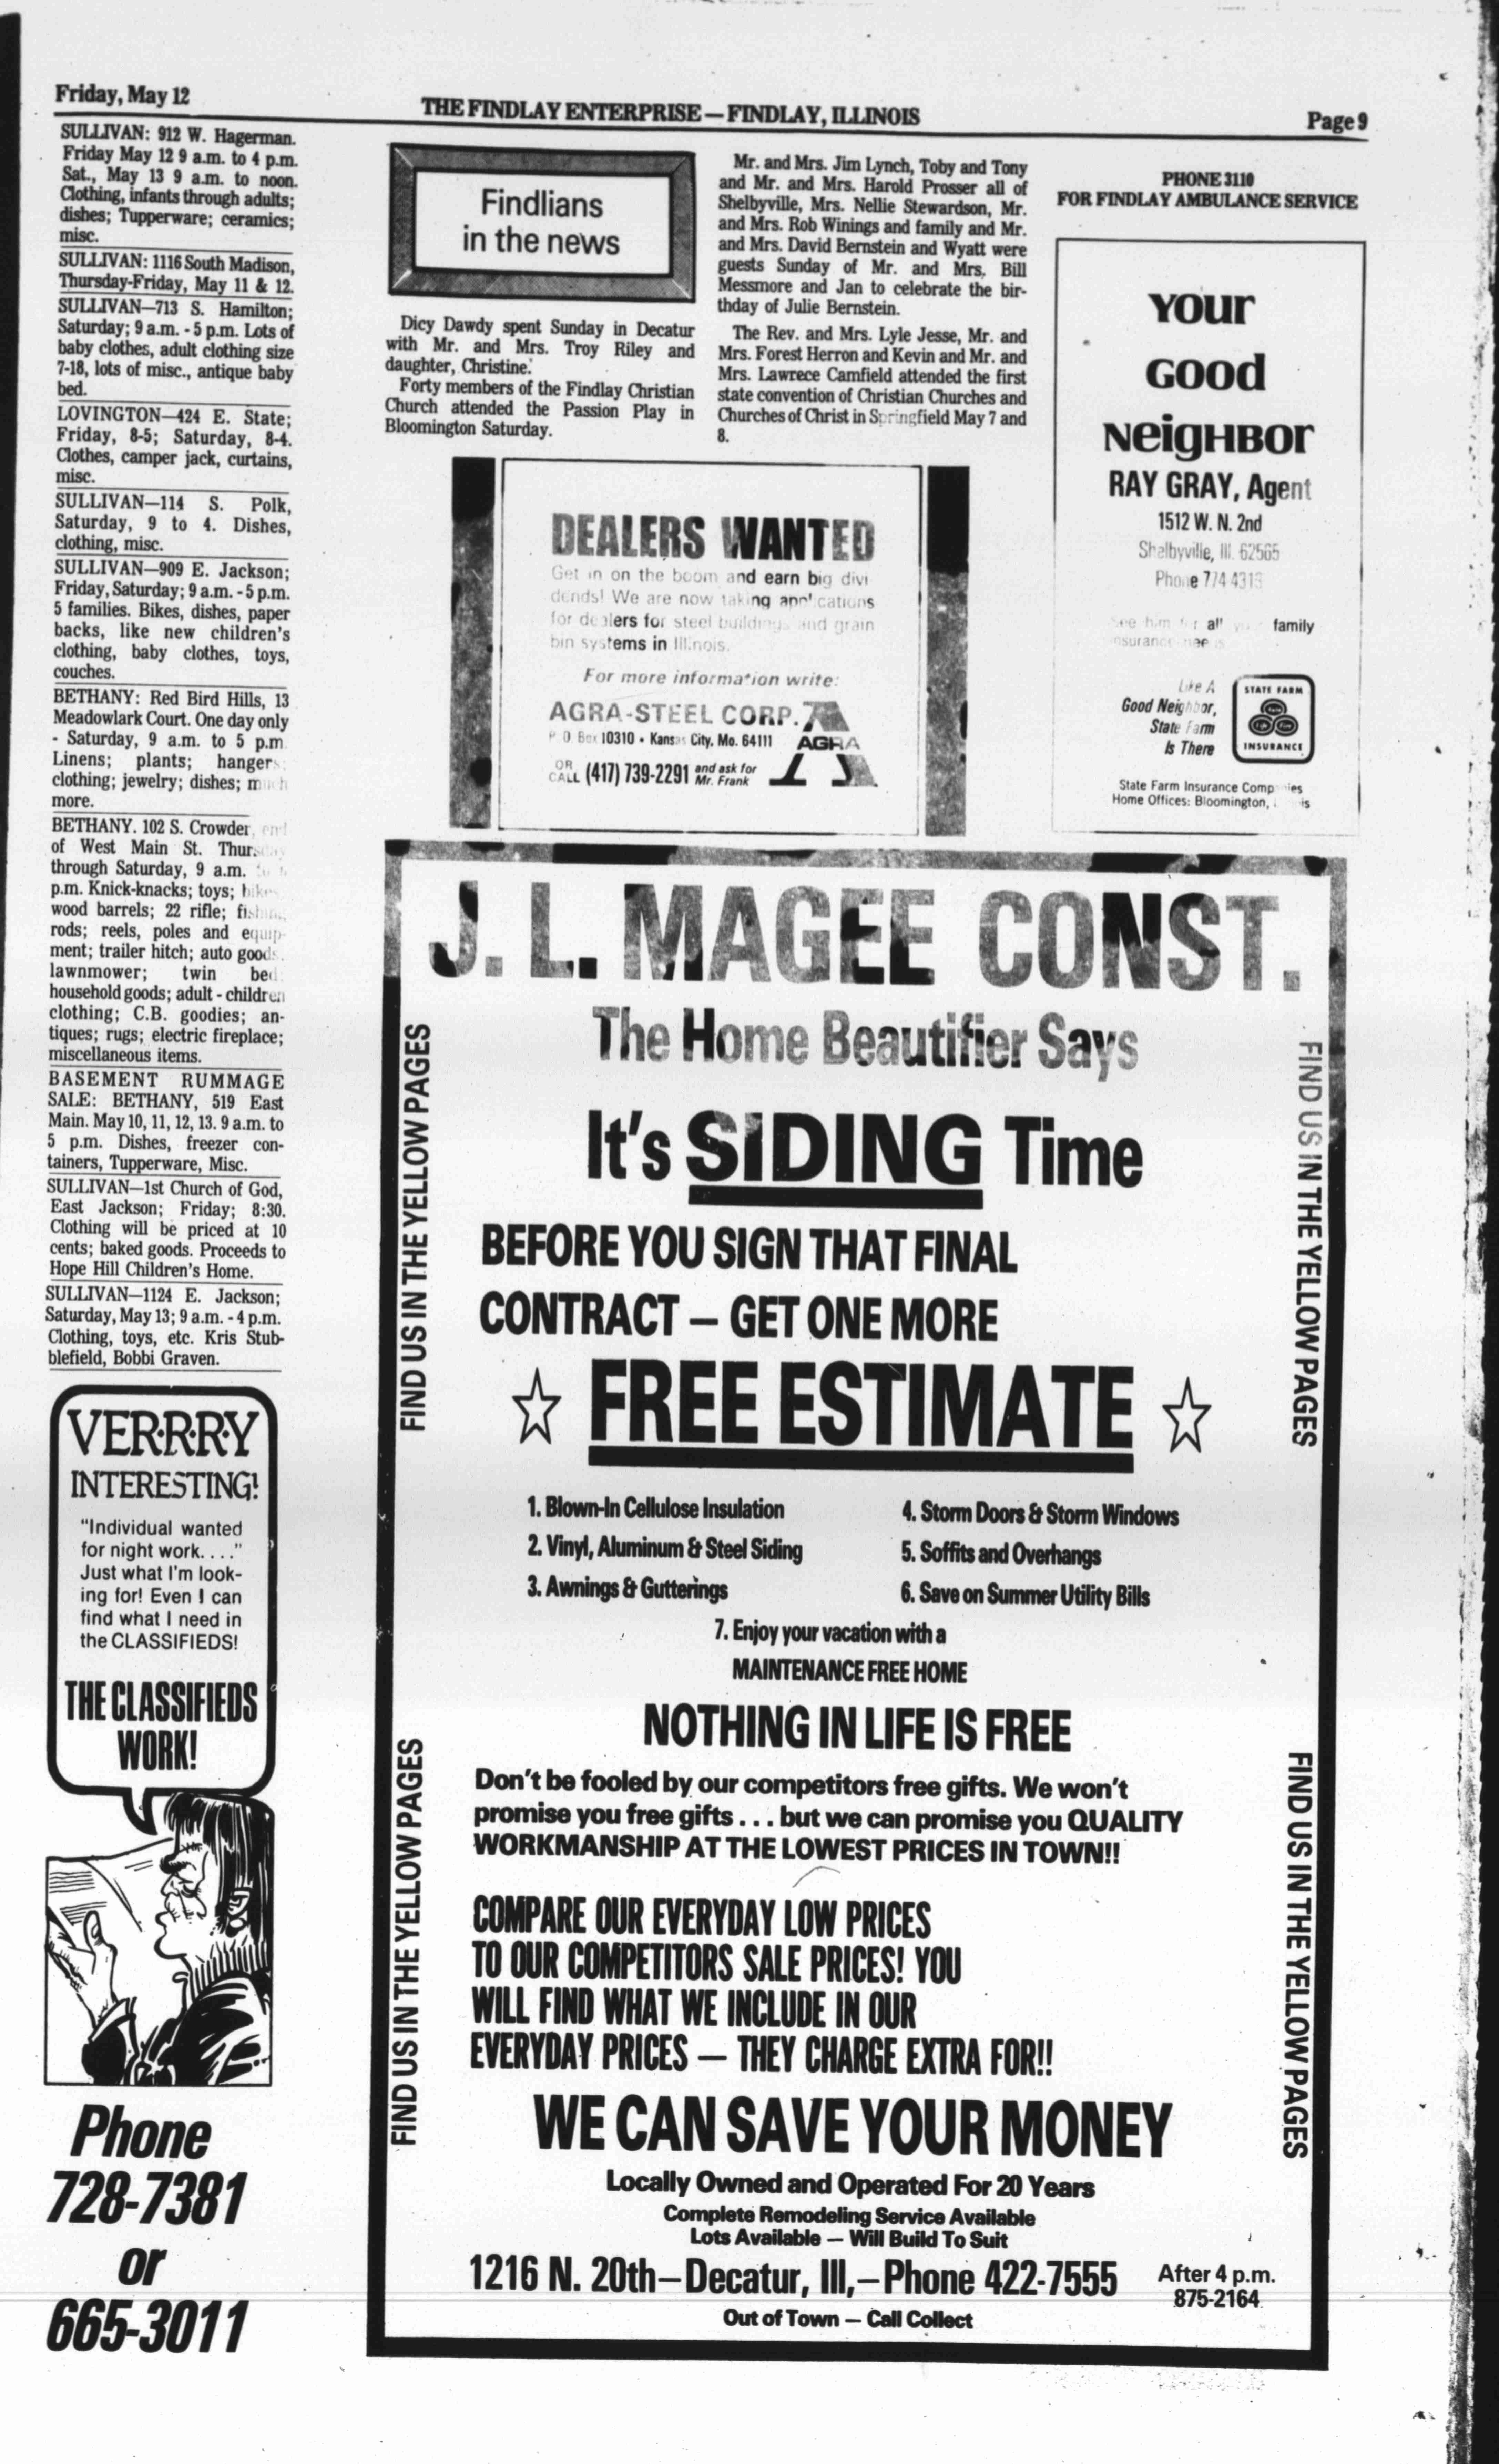 Friday, May 12
THE FINDLAY ENTERPRISE — FINDLAY, ILLINOIS
Page 9
SULLIVAN: 912 W. Hagerman.
Friday May 12 9 a.m. to 4 p.m.
Sat., May 13 9 a.m. to noon.
Clothing, infants through adults;
dishes; Tupperware; ceramics;
misc.
SULLIVAN: 1116 South Madison,
Thursday-Friday, May 11 & 12.
SULLIVAN—713 S. Hamilton;
Saturday; 9 a.m. - 5 p.m. Lots of
baby clothes, adult clothing size
7-18, lots of misc., antique baby
bed.
LOVINGTON—424 E. State;
Friday, 8-5; Saturday, 8-4.
Clothes, camper jack, curtains,
misc.
SULLIVAN—114 S. Polk,
Saturday, 9 to 4. Dishes,
clothing, misc.
SULLIVAN—909 E. Jackson;
Friday, Saturday; 9 a.m. - 5 p.m.
5 families. Bikes, dishes, paper
backs, like new children's
clothing, baby clothes, toys,
couches.
BETHANY: Red Bird Hills, 13
Meadowlark Court. One day only
- Saturday, 9 a.m. to 5 p.m
Linens; plants; hangers;
clothing; jewelry; dishes; much
more.
BETHANY. 102 S. Crowder, end
of West Main St. Thursday
through Saturday, 9 a.m. to
p.m. Knick-knacks; toys; bikes
wood barrels; 22 rifle; fishing
rods; reels, poles and equip-
ment; trailer hitch; auto goods.
lawnmower; twin bed
household goods; adult - children
clothing; C.B. goodies; an-
tiques; rugs; electric fireplace;
miscellaneous items.
BASEMENT RUMMAGE
SALE: BETHANY, 519 East
Main. May 10, 11, 12, 13. 9 a.m. to
5 p.m. Dishes, freezer con-
tainers, Tupperware, Misc.
SULLIVAN—1st Church of God,
East Jackson; Friday; 8:30.
Clothing will be priced at 10
cents; baked goods. Proceeds to
Hope Hill Children's Home.
SULLIVAN—1124 E. Jackson;
Saturday, May 13; 9 a.m. - 4 p.m.
Clothing, toys, etc. Kris Stub-
blefield, Bobbi Graven.
VER·R·R·Y
INTERESTING!
"Individual wanted
for night work. . . ."
Just what I'm look-
ing for! Even I can
find what I need in
the CLASSIFIEDS!
THE CLASSIFIEDS
WORK!
Phone
728-7381
or
665-3011
Findlians
in the news
Dicy Dawdy spent Sunday in Decatur
with Mr. and Mrs. Troy Riley and
daughter, Christine.
Forty members of the Findlay Christian
Church attended the Passion Play in
Bloomington Saturday.
Mr. and Mrs. Jim Lynch, Toby and Tony
and Mr. and Mrs. Harold Prosser all of
Shelbyville, Mrs. Nellie Stewardson, Mr.
and Mrs. Rob Winings and family and Mr.
and Mrs. David Bernstein and Wyatt were
guests Sunday of Mr. and Mrs. Bill
Messmore and Jan to celebrate the bir-
thday of Julie Bernstein.
The Rev. and Mrs. Lyle Jesse, Mr. and
Mrs. Forest Herron and Kevin and Mr. and
Mrs. Lawrece Camfield attended the first
state convention of Christian Churches and
Churches of Christ in Springfield May 7 and
8.
PHONE 3110
FOR FINDLAY AMBULANCE SERVICE
YOUr
GOOD
NeigHBOr
RAY GRAY, Agent
1512 W. N. 2nd
Shelbyville, Ill. 62565
Phone 774 4313
See him for all your family
insurance needs
Like A
Good Neighbor,
State Farm
Is There
STATE FARM
INSURANCE
State Farm Insurance Companies
Home Offices: Bloomington, Illinois
DEALERS WANTED
Get in on the boom and earn big divi
dends! We are now taking applications
for dealers for steel buildings and grain
bin systems in Illinois.
For more information write:
AGRA-STEEL CORP.
P O Box 10310 • Kansas City, Mo. 64111
AGRA
OR
CALL (417) 739-2291 and ask for
Mr. Frank
J. L. MAGEE CONST.
The Home Beautifier Says
It's SIDING Time
BEFORE YOU SIGN THAT FINAL
CONTRACT — GET ONE MORE
☆ FREE ESTIMATE ☆
1. Blown-In Cellulose Insulation
2. Vinyl, Aluminum & Steel Siding
3. Awnings & Gutterings
4. Storm Doors & Storm Windows
5. Soffits and Overhangs
6. Save on Summer Utility Bills
7. Enjoy your vacation with a
MAINTENANCE FREE HOME
NOTHING IN LIFE IS FREE
Don't be fooled by our competitors free gifts. We won't
promise you free gifts . . . but we can promise you QUALITY
WORKMANSHIP AT THE LOWEST PRICES IN TOWN!!
COMPARE OUR EVERYDAY LOW PRICES
TO OUR COMPETITORS SALE PRICES! YOU
WILL FIND WHAT WE INCLUDE IN OUR
EVERYDAY PRICES — THEY CHARGE EXTRA FOR!!
WE CAN SAVE YOUR MONEY
Locally Owned and Operated For 20 Years
Complete Remodeling Service Available
Lots Available — Will Build To Suit
1216 N. 20th—Decatur, Ill,—Phone 422-7555
After 4 p.m.
875-2164
Out of Town — Call Collect
FIND US IN THE YELLOW PAGES
FIND US IN THE YELLOW PAGES
FIND US IN THE YELLOW PAGES
FIND US IN THE YELLOW PAGES